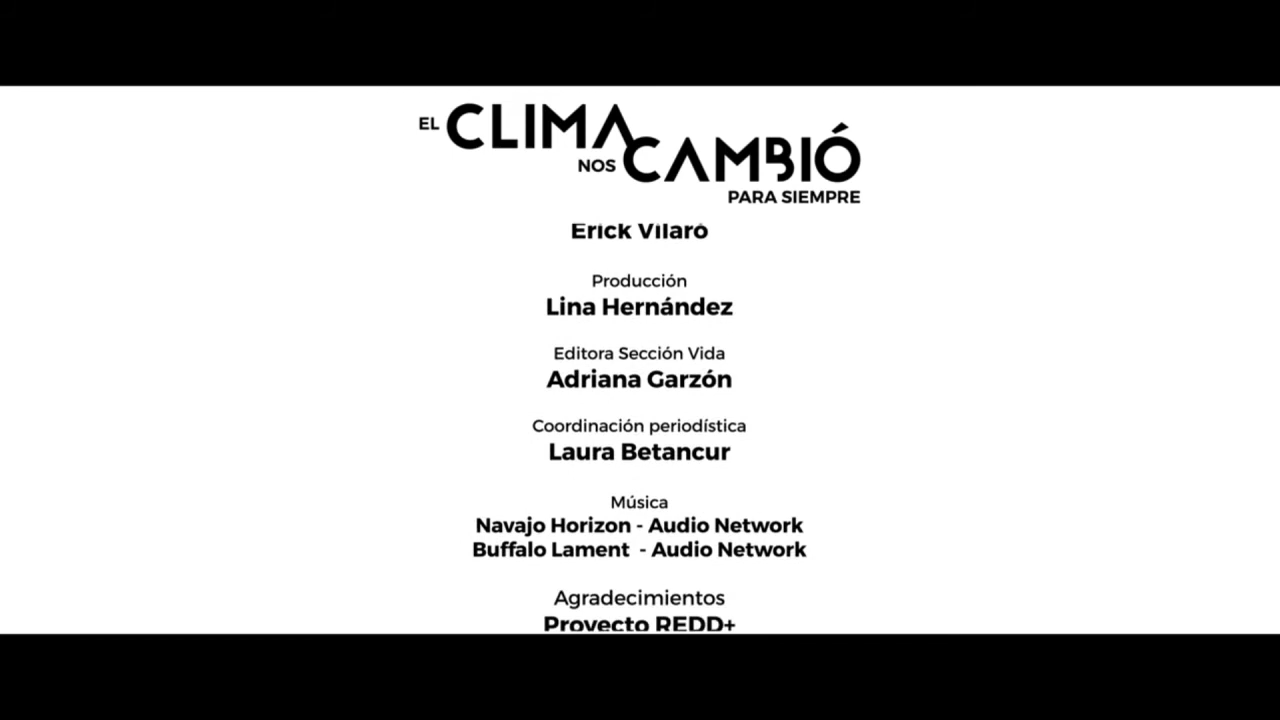 EL CLIMA
NOS CAMBIÓ
PARA SIEMPRE
Erick Vilaró
Producción
Lina Hernández
Editora Sección Vida
Adriana Garzón
Coordinación periodística
Laura Betancur
Música
Navajo Horizon - Audio Network
Buffalo Lament - Audio Network
Agradecimientos
Proyecto REDD+